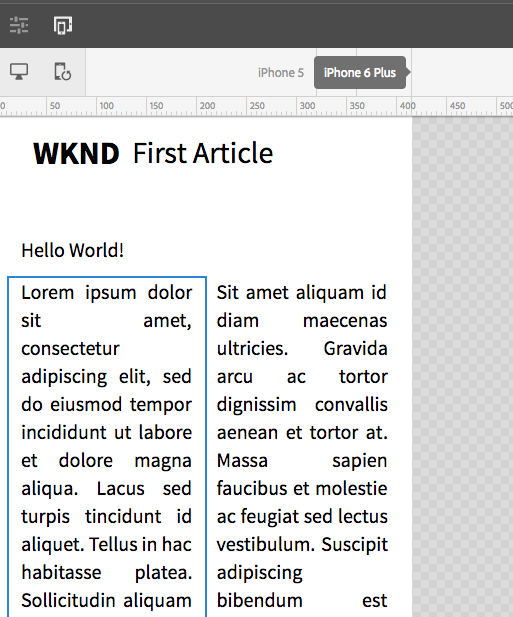 iPhone 5 iPhone 6 Plus
0 50 100 150 200 250 300 350 400 450 500
WKND First Article
Hello World!
Lorem ipsum dolor
sit amet,
consectetur
adipiscing elit, sed
do eiusmod tempor
incididunt ut labore
et dolore magna
aliqua. Lacus sed
turpis tincidunt id
aliquet. Tellus in hac
habitasse platea.
Sollicitudin aliquam
Sit amet aliquam id
diam maecenas
ultricies. Gravida
arcu ac tortor
dignissim convallis
aenean et tortor at.
Massa sapien
faucibus et molestie
ac feugiat sed lectus
vestibulum. Suscipit
adipiscing
bibendum est